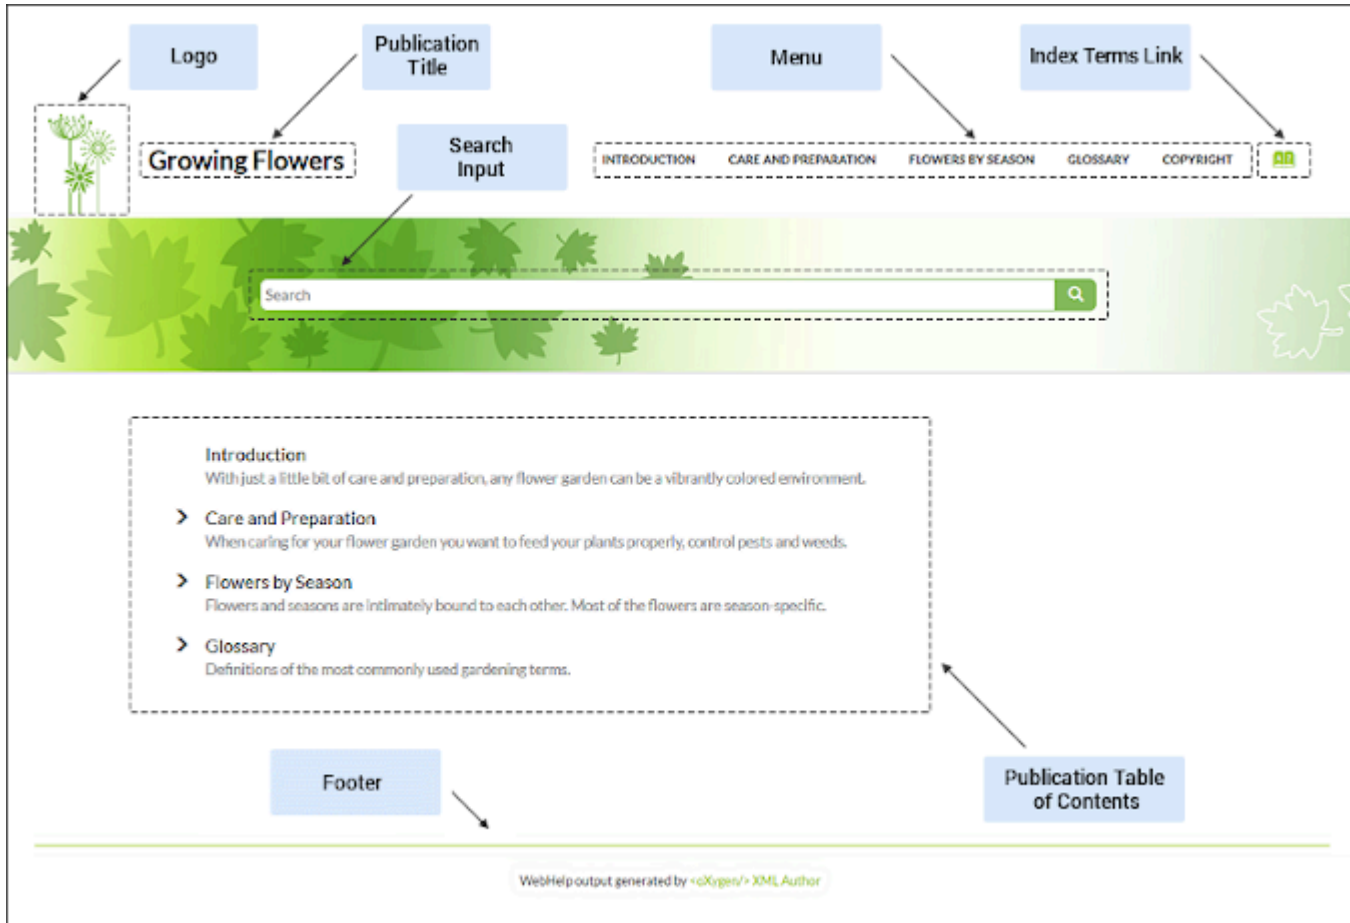 Logo
Publication
Title
Menu
Index Terms Link
Growing Flowers
Search
Input
INTRODUCTION CARE AND PREPARATION FLOWERS BY SEASON GLOSSARY COPYRIGHT
Search
Introduction
With just a little bit of care and preparation, any flower garden can be a vibrantly colored environment.
Care and Preparation
When caring for your flower garden you want to feed your plants properly, control pests and weeds.
Flowers by Season
Flowers and seasons are intimately bound to each other. Most of the flowers are season-specific.
Glossary
Definitions of the most commonly used gardening terms.
Footer
Publication Table
of Contents
WebHelp output generated by <oXygen/> XML Author